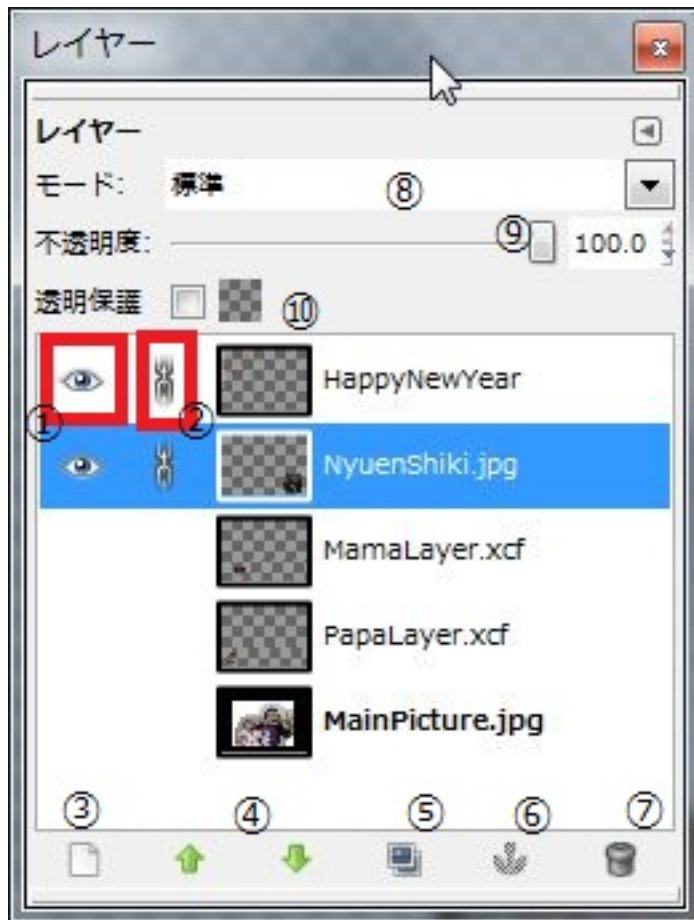 レイヤー
x
レイヤー
モード: 標準 ⑧
不透明度: ⑨ 100.0
透明保護 ⑩
① ② HappyNewYear
NyuenShiki.jpg
MamaLayer.xcf
PapaLayer.xcf
MainPicture.jpg
③ ④ ⑤ ⑥ ⑦